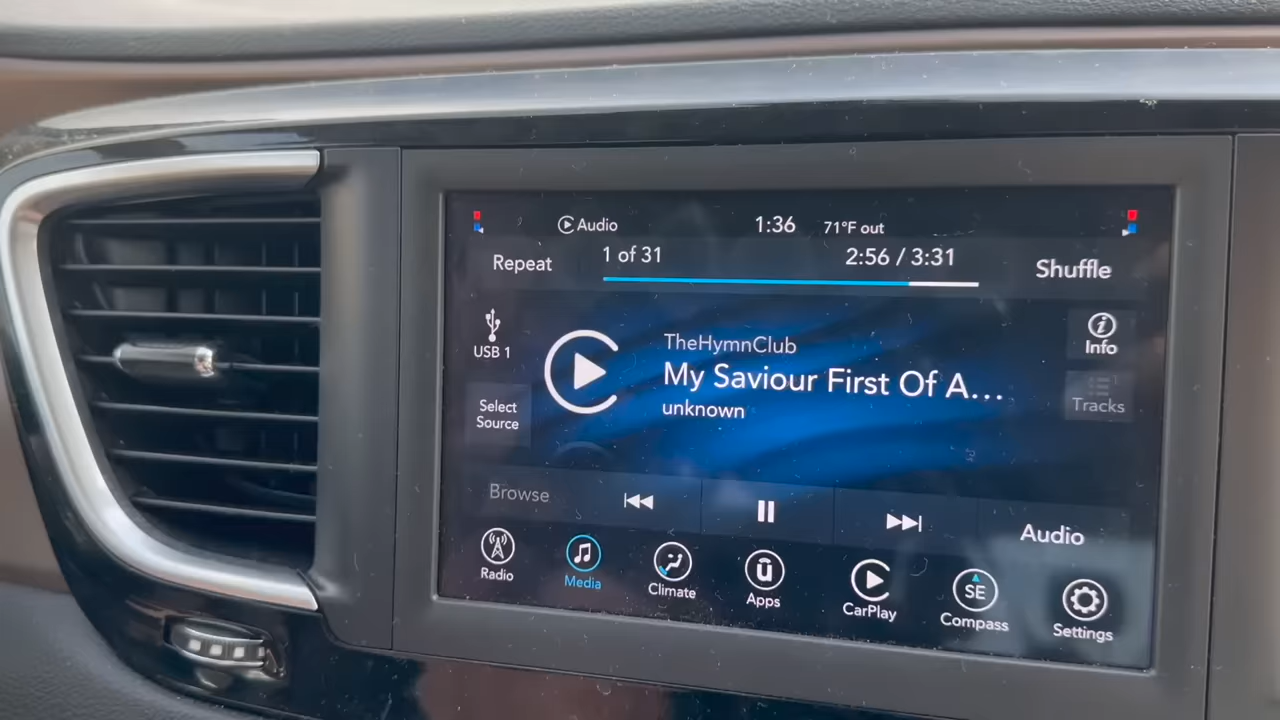 Audio 1:36 71°F out
Repeat 1 of 31 2:56 / 3:31 Shuffle
USB 1
TheHymnClub
My Saviour First Of A...
unknown
Info
Select
Source
Tracks
Browse
Audio
Radio Media Climate Apps CarPlay SE Compass Settings